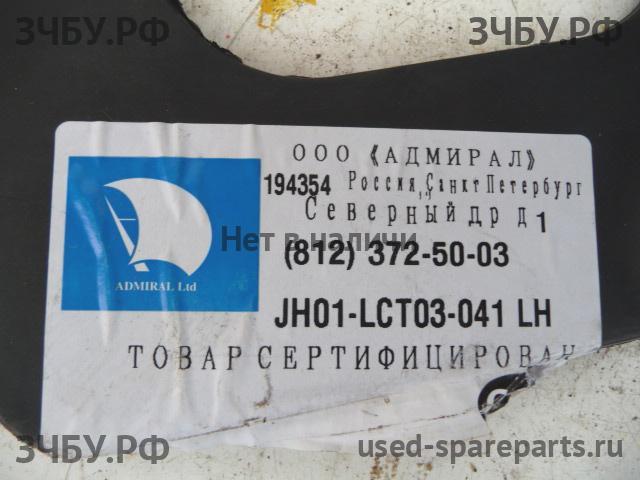 ЗЧБУ.РФ
ЗЧБУ.РФ
ООО «АДМИРАЛ»
194354 Россия, Санкт Петербург
Северный др д 1
Нет в наличи
(812) 372-50-03
ADMIRAL Ltd
JH01-LCT03-041 LH
ТОВАР СЕРТИФИЦИРОВАН
ЗЧБУ.РФ
used-spareparts.ru